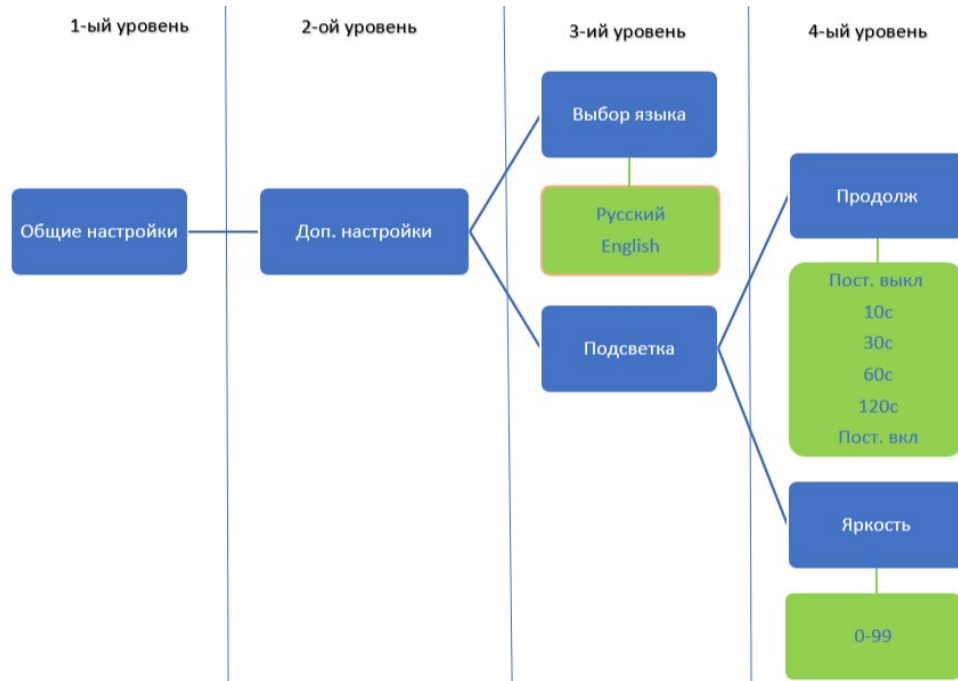 1-ый уровень
2-ой уровень
3-ий уровень
4-ый уровень
Общие настройки
Доп. настройки
Выбор языка
Русский
English
Подсветка
Продолж
Пост. выкл
10с
30с
60с
120с
Пост. вкл
Яркость
0-99